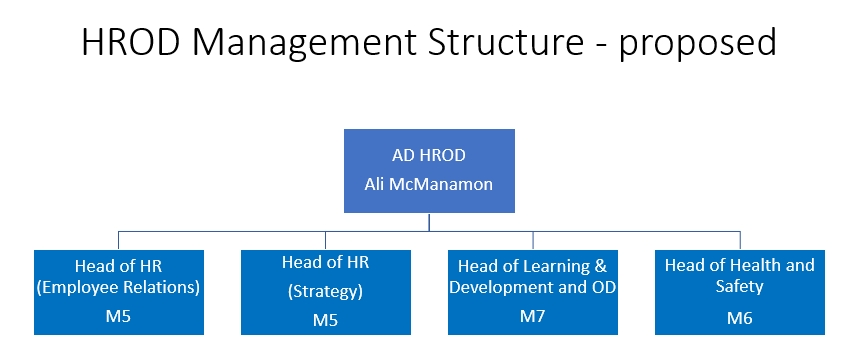 HROD Management Structure - proposed
AD HROD
Ali McManamon
Head of HR
(Employee Relations)
M5
Head of HR
(Strategy)
M5
Head of Learning &
Development and OD
M7
Head of Health and
Safety
M6